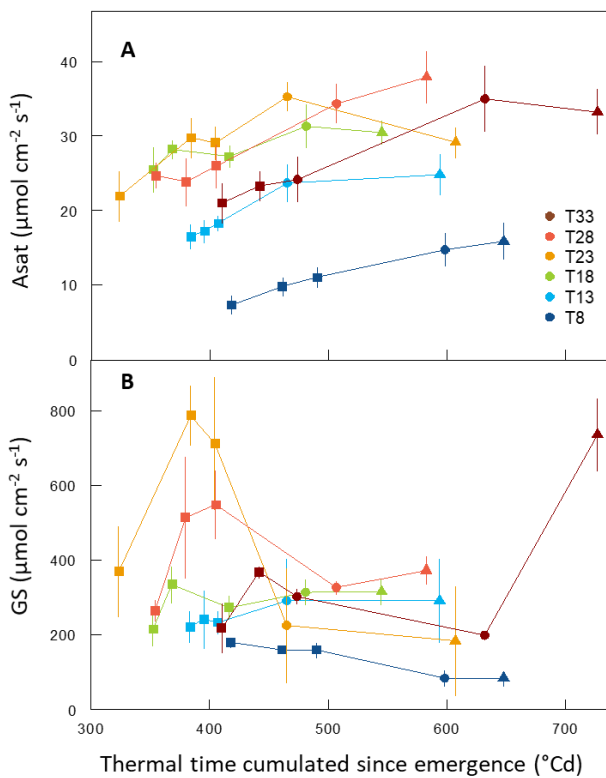 A
40
30
20
10
0
Asat (µmol cm⁻² s⁻¹)
T33
T28
T23
T18
T13
T8
B
800
600
400
200
0
GS (µmol cm⁻² s⁻¹)
300 400 500 600 700
Thermal time cumulated since emergence (°Cd)